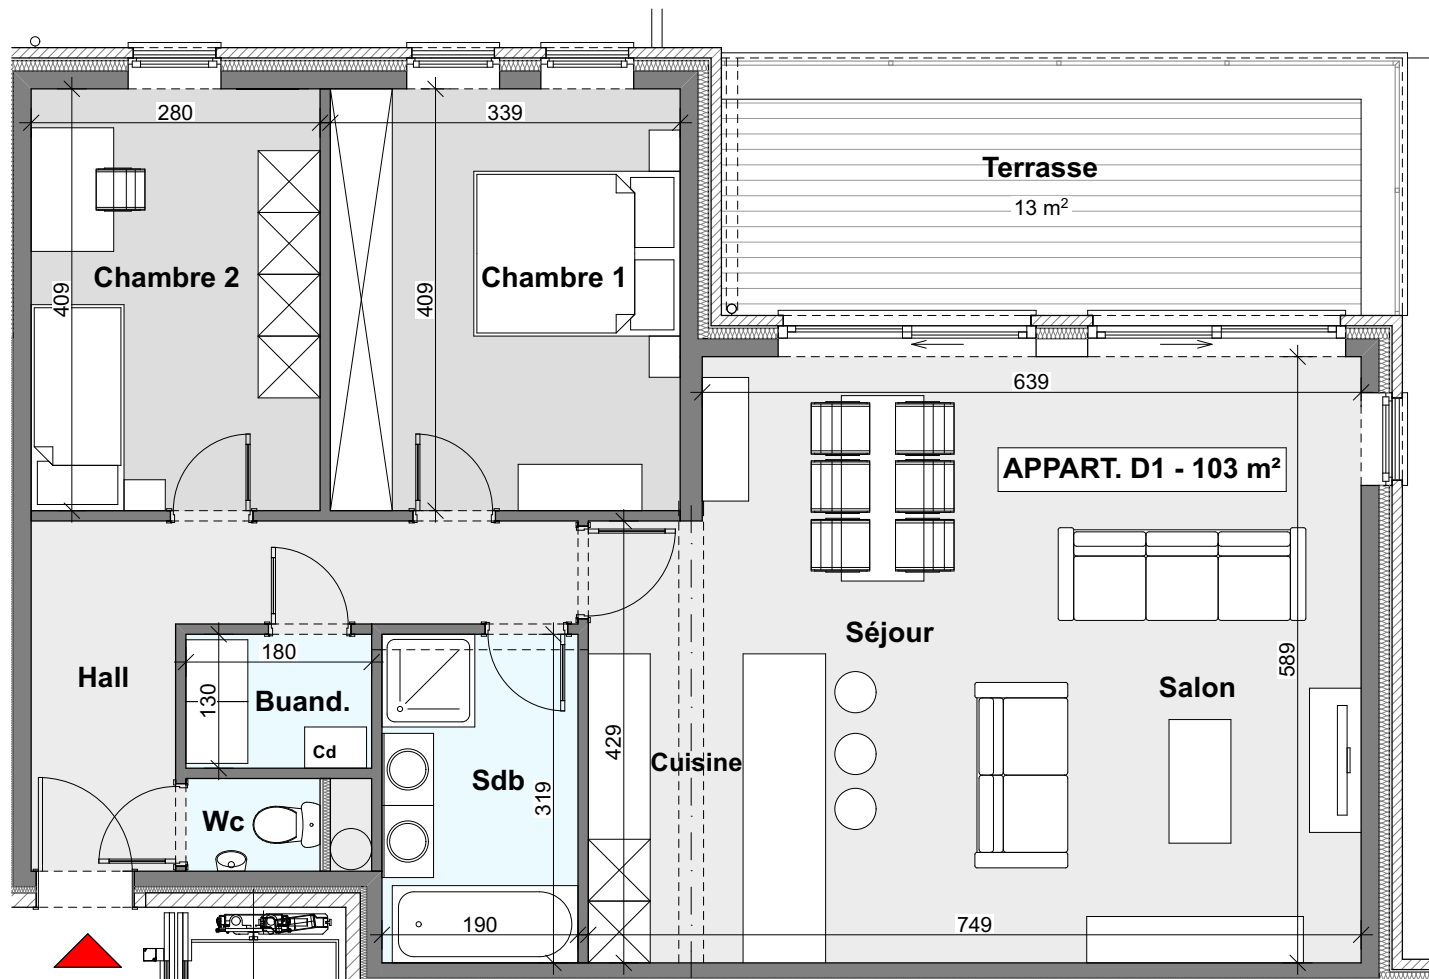 280
339
Terrasse
13 m²
Chambre 2
Chambre 1
409
409
639
APPART. D1 - 103 m²
Séjour
589
Hall
180
Salon
130
Buand.
429
Cd
Cuisine
Sdb
319
Wc
190
749